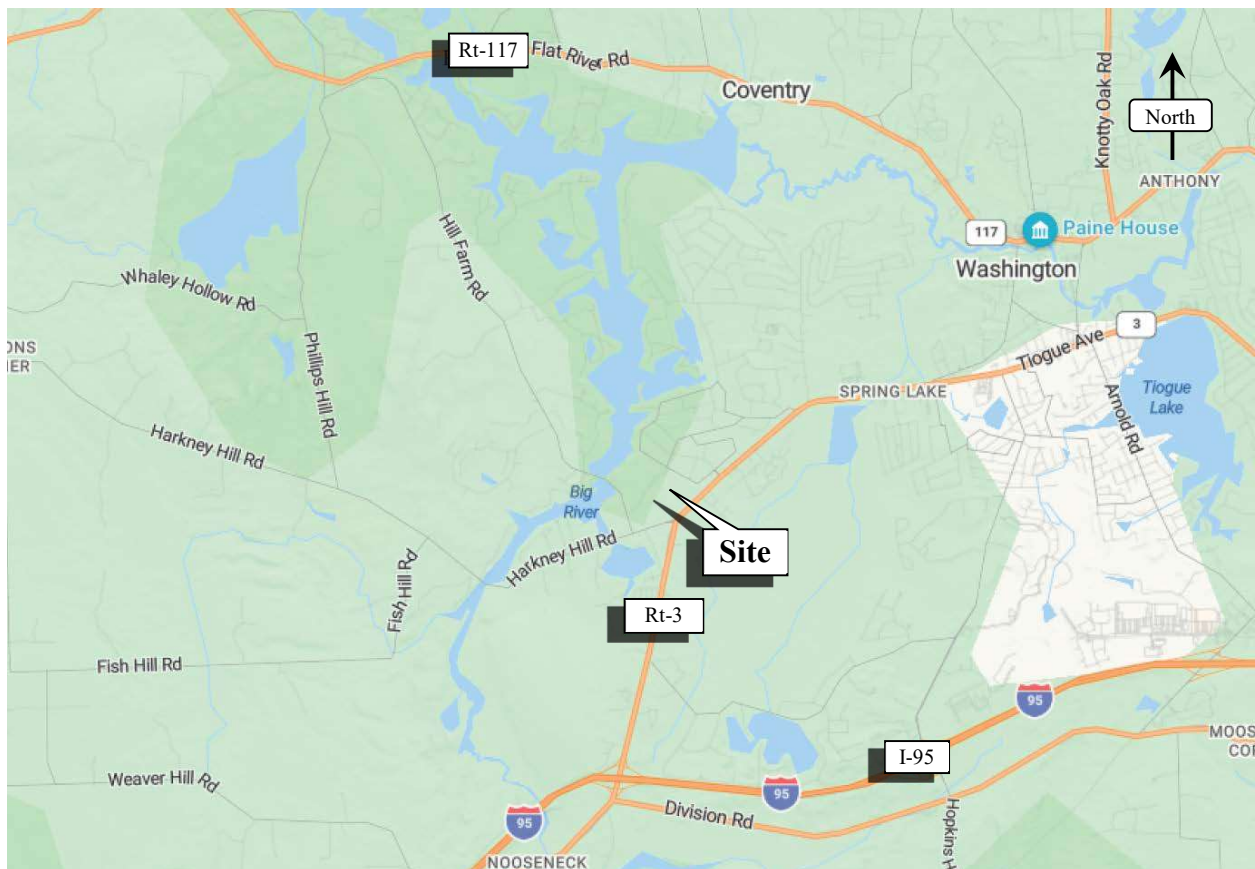 Rt-117
Flat River Rd
Coventry
Knotty Oak Rd
North
ANTHONY
117
Paine House
Washington
Hill Farm Rd
Whaley Hollow Rd
3
Tiogue Ave
ONS
NER
Phillips Hill Rd
SPRING LAKE
Tiogue
Lake
Arnold Rd
Harkney Hill Rd
Big
River
Harkney Hill Rd
Site
Fish Hill Rd
Rt-3
Fish Hill Rd
95
MOOS
COR
I-95
Weaver Hill Rd
95
95
Division Rd
Hopkins H
NOOSENECK